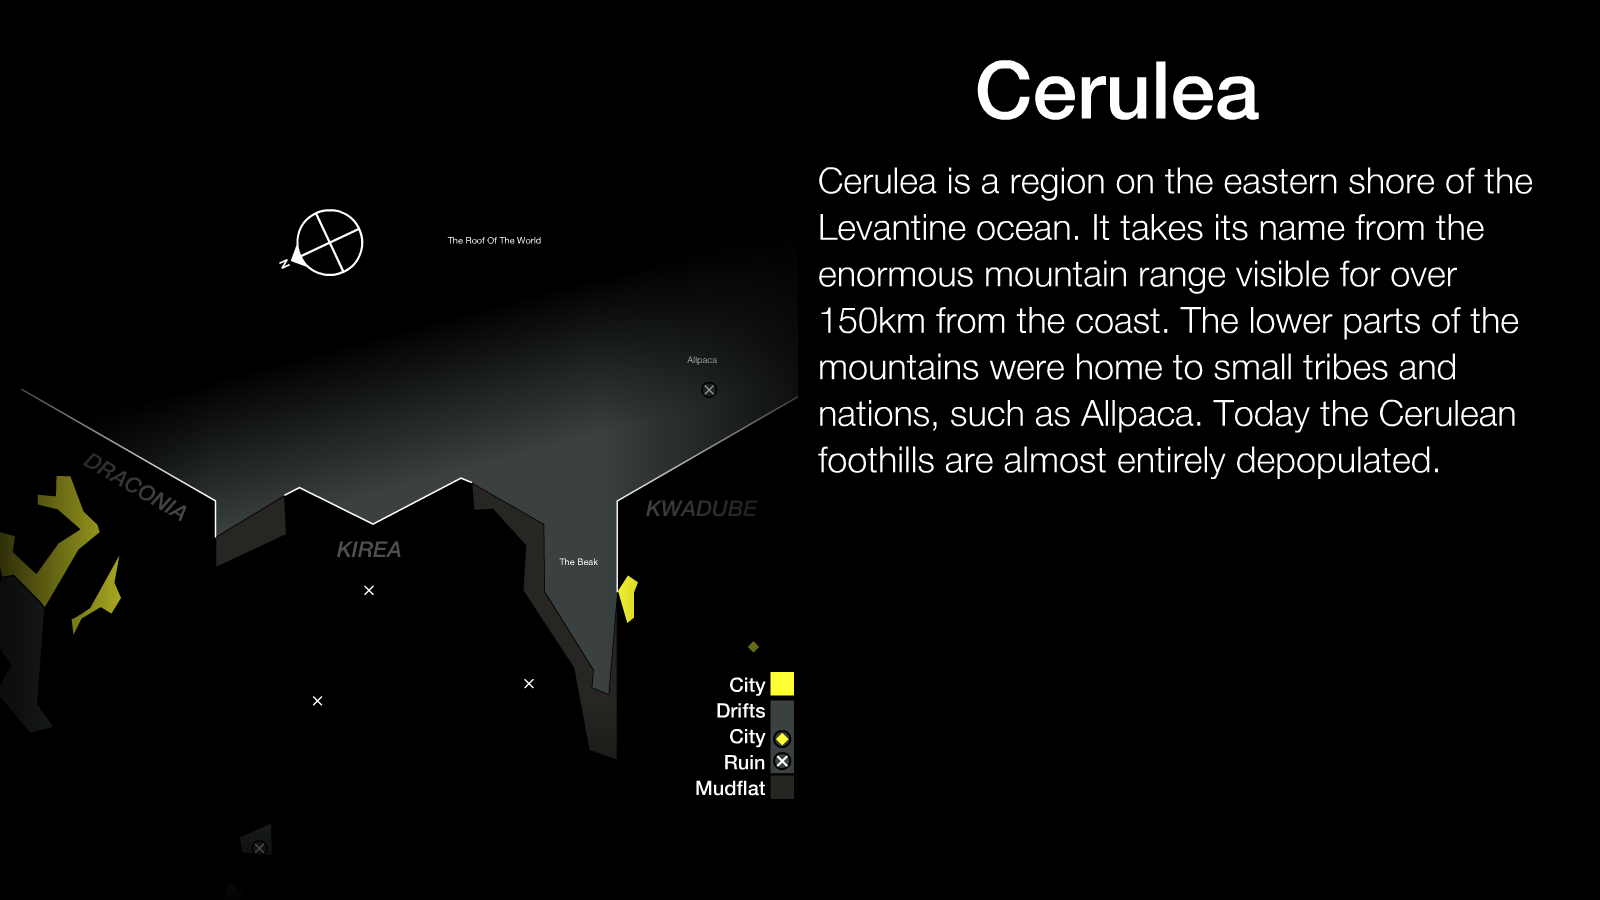 Cerulea
Cerulea is a region on the eastern shore of the
Levantine ocean. It takes its name from the
enormous mountain range visible for over
150km from the coast. The lower parts of the
mountains were home to small tribes and
nations, such as Allpaca. Today the Cerulean
foothills are almost entirely depopulated.
N
The Roof Of The World
Allpaca
DRACONIA
KIREA
KWADUBE
The Beak
City
Drifts
City
Ruin
Mudflat